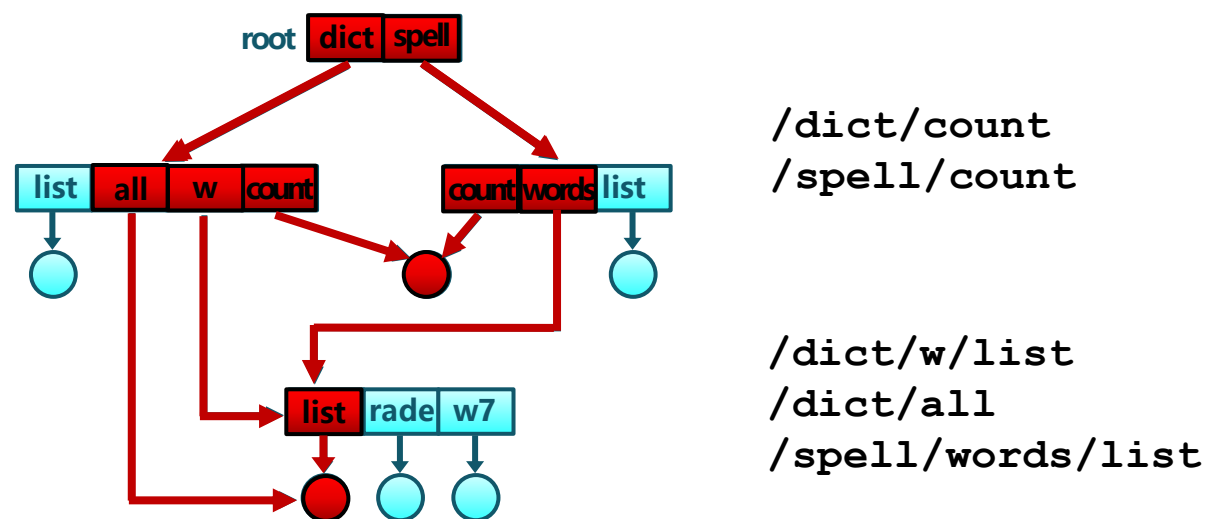 root dict spell
/dict/count
/spell/count
list all w count
count words list
/dict/w/list
/dict/all
/spell/words/list
list rade w7